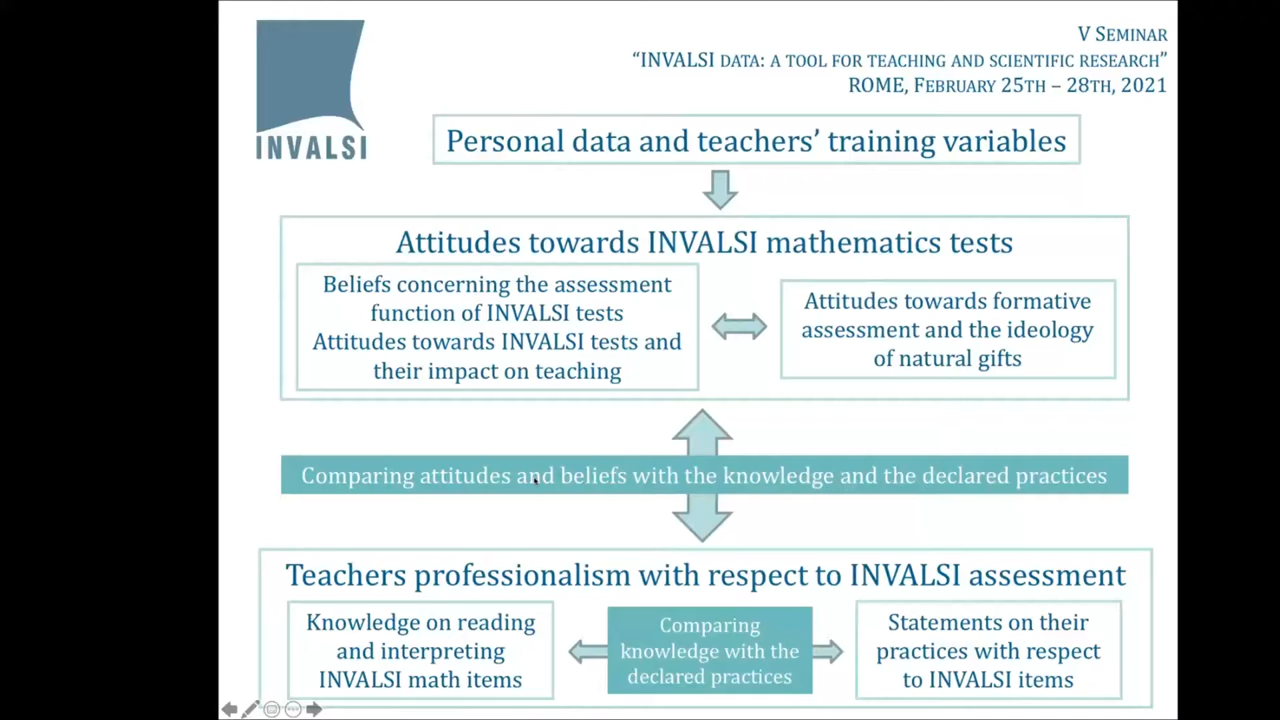 V SEMINAR
"INVALSI DATA: A TOOL FOR TEACHING AND SCIENTIFIC RESEARCH"
ROME, FEBRUARY 25TH – 28TH, 2021
INVALSI
Personal data and teachers' training variables
Attitudes towards INVALSI mathematics tests
Beliefs concerning the assessment
function of INVALSI tests
Attitudes towards INVALSI tests and
their impact on teaching
Attitudes towards formative
assessment and the ideology
of natural gifts
Comparing attitudes and beliefs with the knowledge and the declared practices
Teachers professionalism with respect to INVALSI assessment
Knowledge on reading
and interpreting
INVALSI math items
Comparing
knowledge with the
declared practices
Statements on their
practices with respect
to INVALSI items